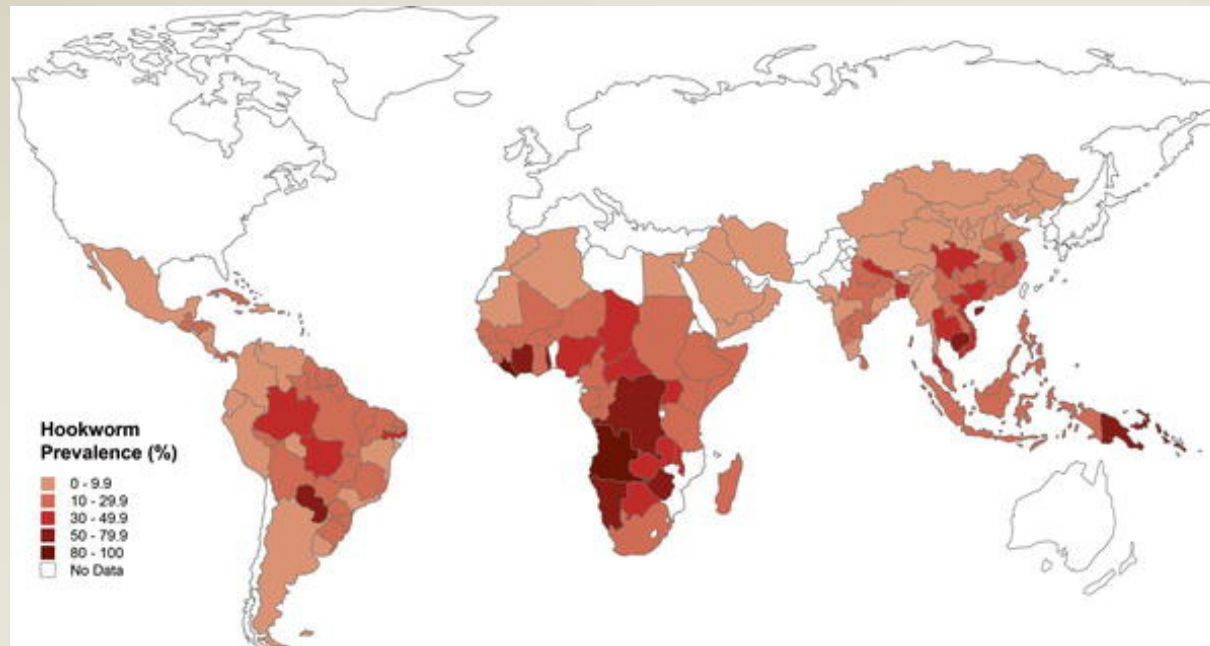 Hookworm
Prevalence (%)
0 - 9.9
10 - 29.9
30 - 49.9
50 - 79.9
80 - 100
No Data